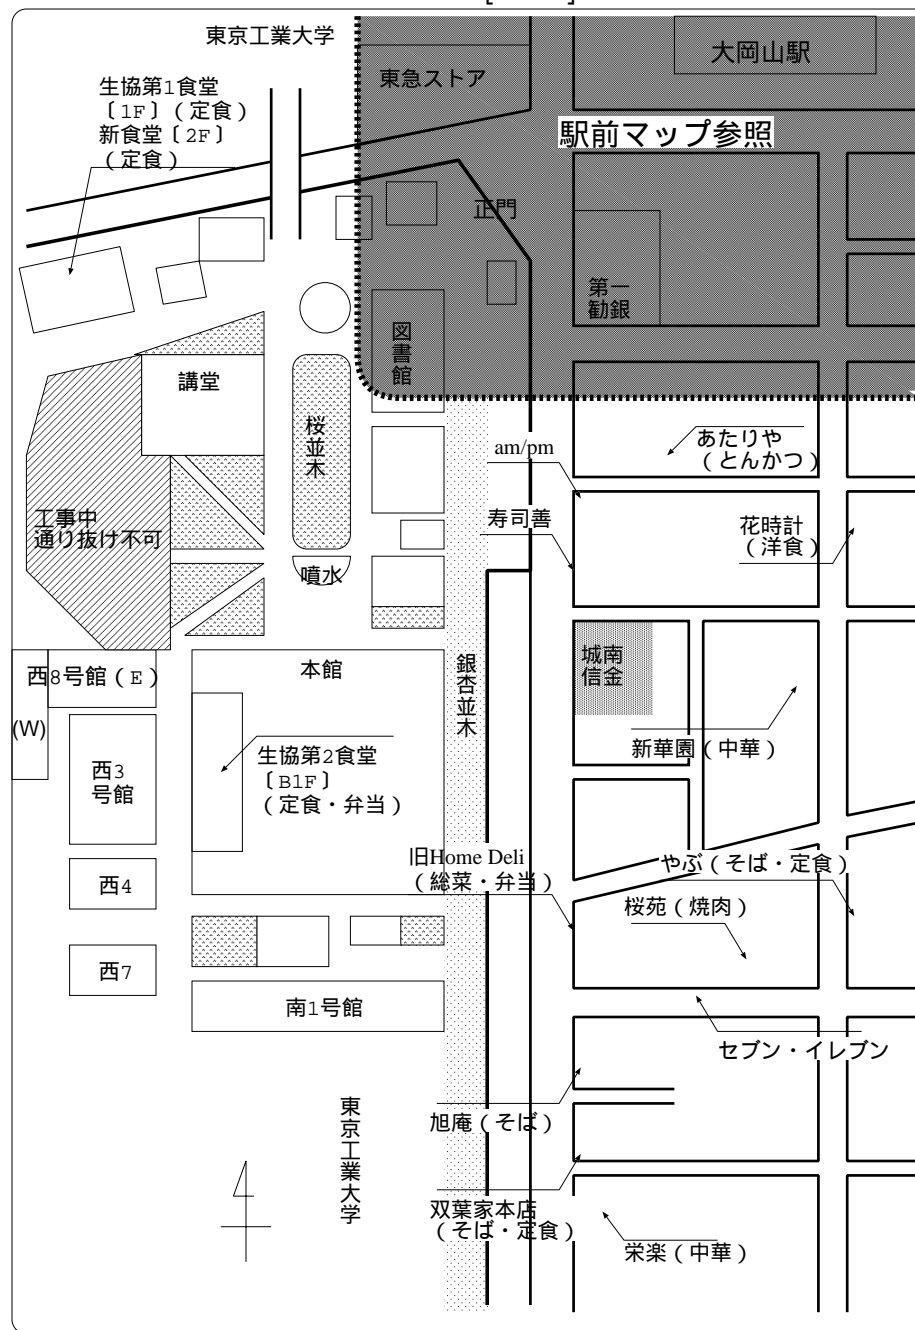 東京工業大学
大岡山駅
東急ストア
生協第1食堂
〔1F〕(定食)
新食堂〔2F〕
(定食)
駅前マップ参照
正門
第一
勧銀
図書館
講堂
桜並木
am/pm
あたりや
(とんかつ)
工事中
通り抜け不可
寿司善
花時計
(洋食)
噴水
本館
銀杏並木
城南
信金
西8号館(E)
(W)
新華園(中華)
生協第2食堂
〔B1F〕
(定食・弁当)
西3
号館
旧Home Deli
(総菜・弁当)
やぶ(そば・定食)
西4
桜苑(焼肉)
西7
南1号館
セブン・イレブン
東京工業大学
旭庵(そば)
双葉家本店
(そば・定食)
栄楽(中華)